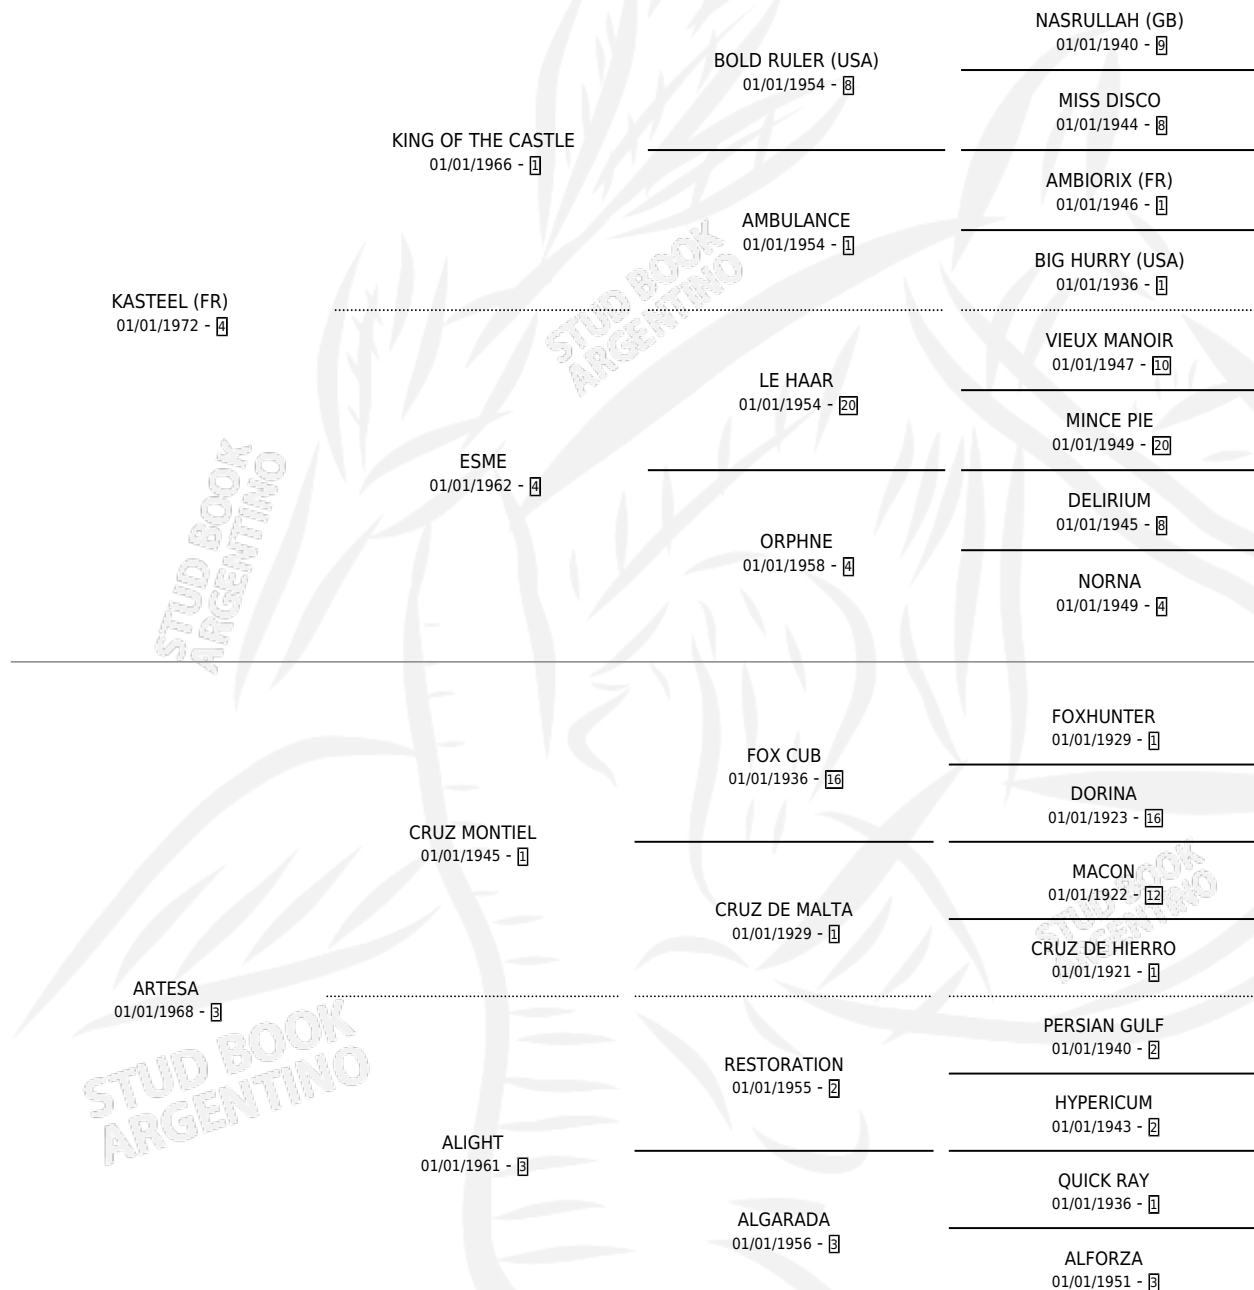 NASRULLAH (GB)
01/01/1940 - 9
BOLD RULER (USA)
01/01/1954 - 8
MISS DISCO
01/01/1944 - 8
KING OF THE CASTLE
01/01/1966 - 1
AMBIORIX (FR)
01/01/1946 - 1
AMBULANCE
01/01/1954 - 1
BIG HURRY (USA)
01/01/1936 - 1
KASTEEL (FR)
01/01/1972 - 4
VIEUX MANOIR
01/01/1947 - 10
LE HAAR
01/01/1954 - 20
MINCE PIE
01/01/1949 - 20
ESME
01/01/1962 - 4
DELIRIUM
01/01/1945 - 8
ORPHNE
01/01/1958 - 4
NORNA
01/01/1949 - 4
STUD BOOK
ARGENTINO
STUD BOOK
ARGENTINO
FOXHUNTER
01/01/1929 - 1
FOX CUB
01/01/1936 - 16
DORINA
01/01/1923 - 16
CRUZ MONTIEL
01/01/1945 - 1
MACON
01/01/1922 - 12
CRUZ DE MALTA
01/01/1929 - 1
CRUZ DE HIERRO
01/01/1921 - 1
STUD BOOK
ARGENTINO
ARTESA
01/01/1968 - 3
PERSIAN GULF
01/01/1940 - 2
RESTORATION
01/01/1955 - 2
HYPERICUM
01/01/1943 - 2
STUD BOOK
ARGENTINO
ALIGHT
01/01/1961 - 3
QUICK RAY
01/01/1936 - 1
ALGARADA
01/01/1956 - 3
ALFORZA
01/01/1951 - 3